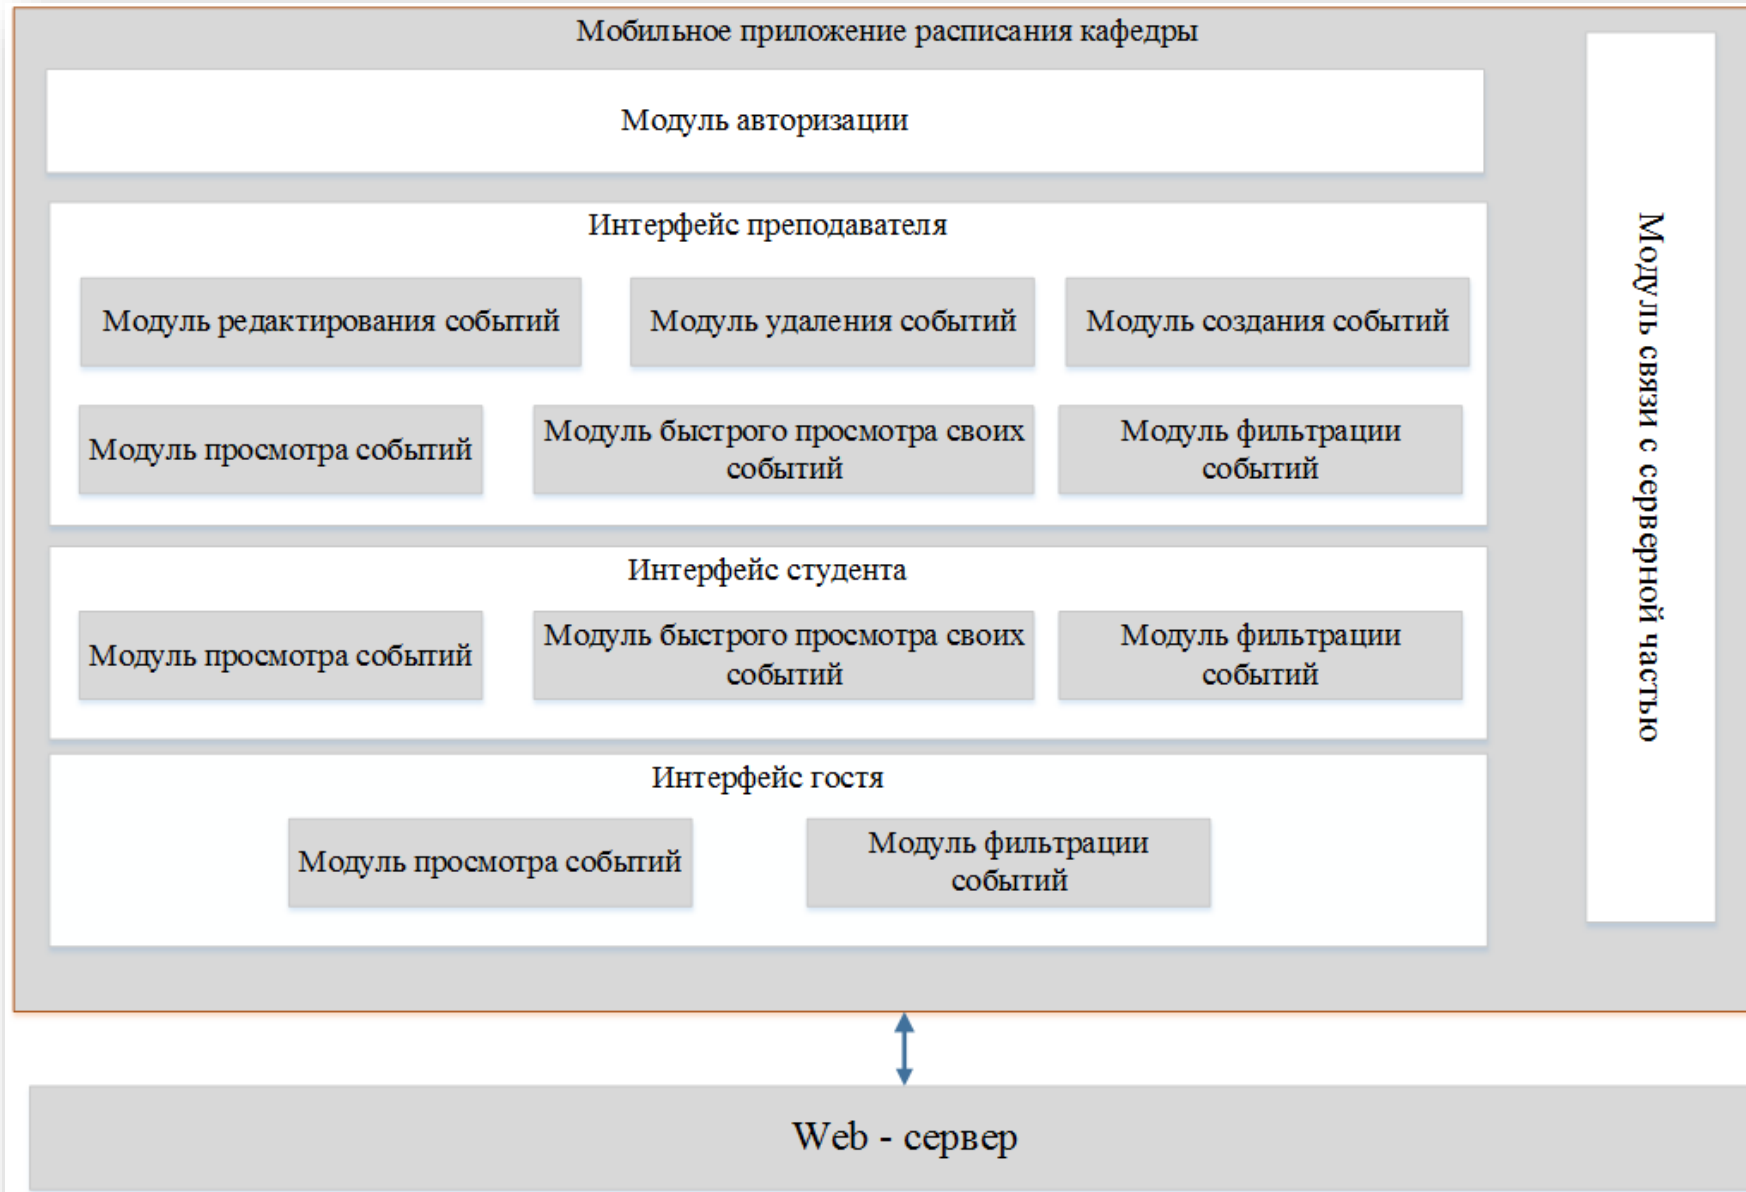 Мобильное приложение расписания кафедры
Модуль авторизации
Интерфейс преподавателя
Модуль редактирования событий
Модуль удаления событий
Модуль создания событий
Модуль просмотра событий
Модуль быстрого просмотра своих
событий
Модуль фильтрации
событий
Интерфейс студента
Модуль просмотра событий
Модуль быстрого просмотра своих
событий
Модуль фильтрации
событий
Интерфейс гостя
Модуль просмотра событий
Модуль фильтрации
событий
Модуль связи с серверной частью
Web - сервер